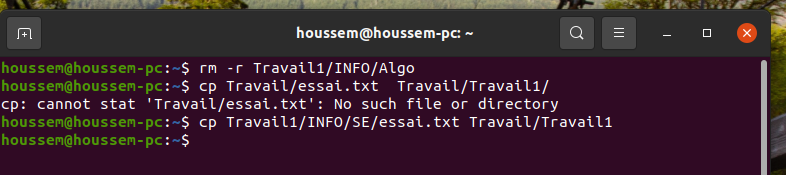 houssem@houssem-pc: ~
houssem@houssem-pc:~$ rm -r Travail1/INFO/Algo
houssem@houssem-pc:~$ cp Travail/essai.txt  Travail/Travail1/
cp: cannot stat 'Travail/essai.txt': No such file or directory
houssem@houssem-pc:~$ cp Travail1/INFO/SE/essai.txt Travail/Travail1
houssem@houssem-pc:~$